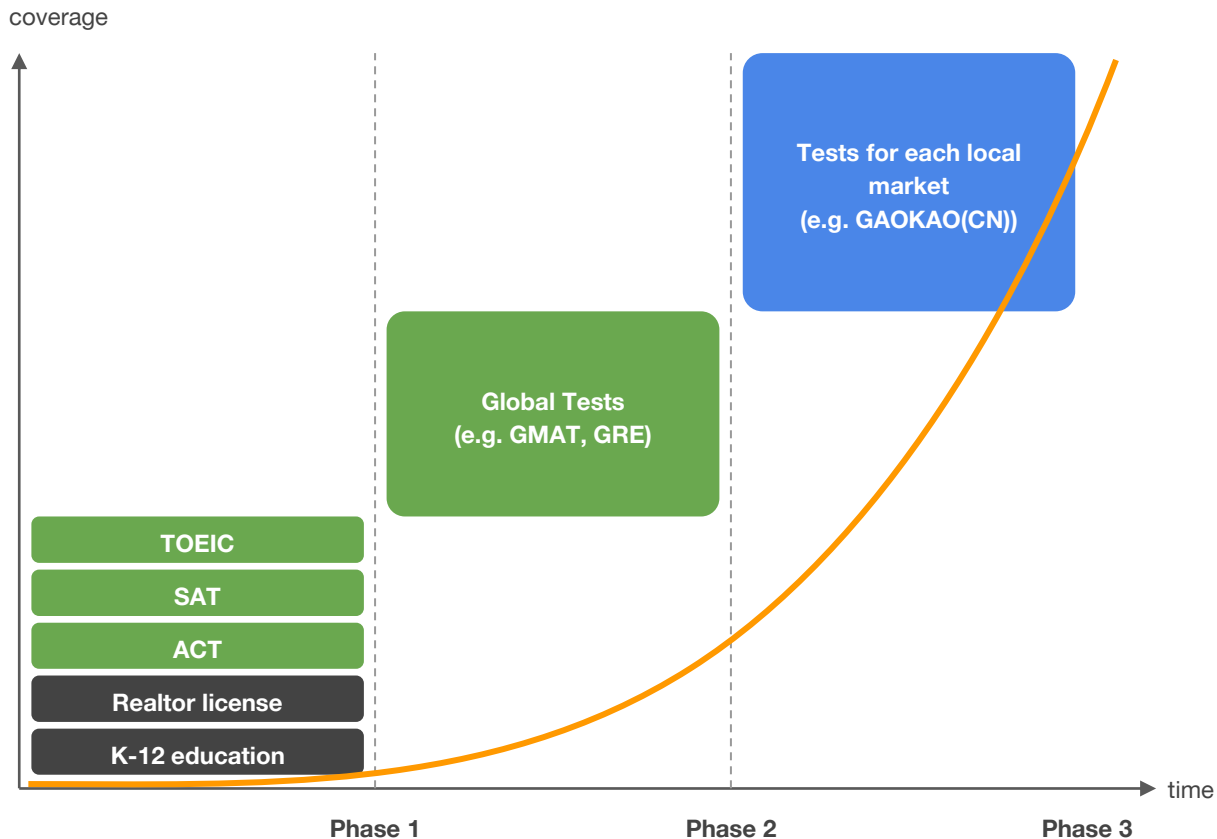 coverage
Tests for each local
market
(e.g. GAOKAO(CN))
Global Tests
(e.g. GMAT, GRE)
TOEIC
SAT
ACT
Realtor license
K-12 education
time
Phase 1
Phase 2
Phase 3